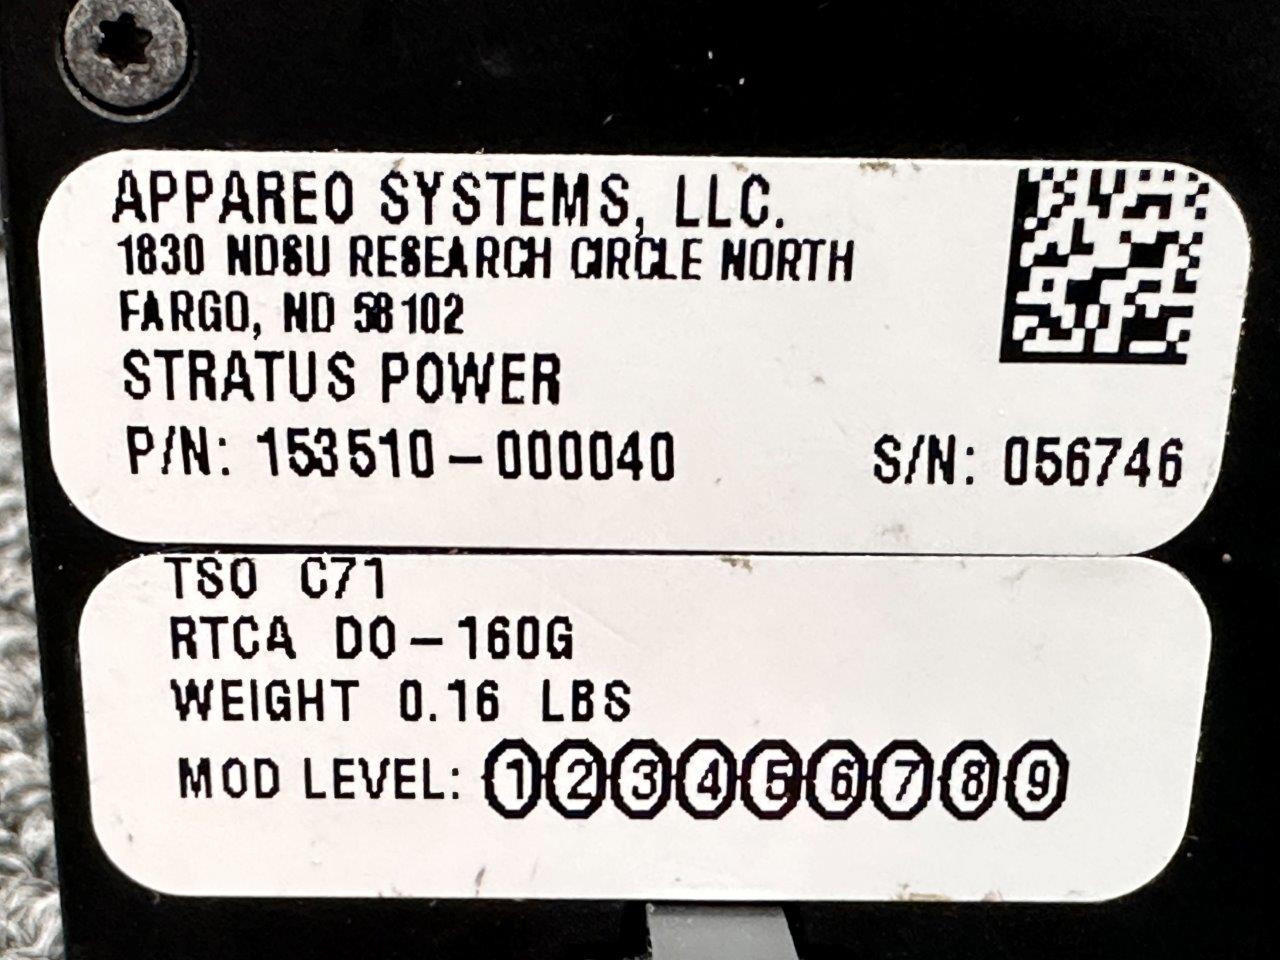 APPAREO SYSTEMS, LLC.
1830 NDSU RESEARCH CIRCLE NORTH
FARGO, ND 58102
STRATUS POWER
P/N: 153510-000040 S/N: 056746
TSO C71
RTCA DO-160G
WEIGHT 0.16 LBS
MOD LEVEL: 1 2 3 4 5 6 7 8 9